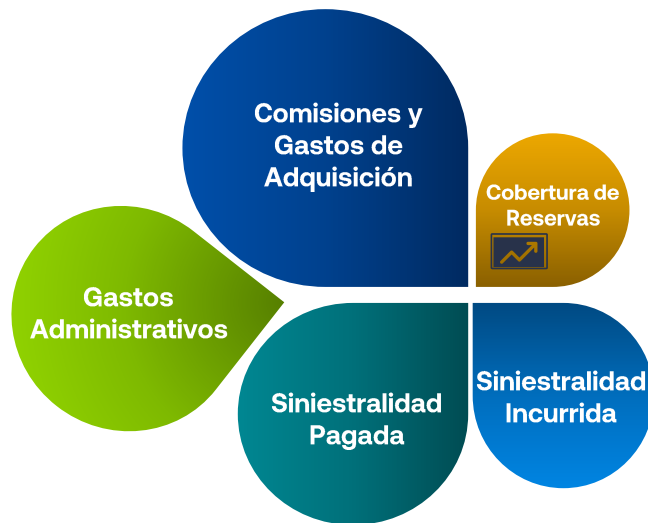 Comisiones y
Gastos de
Adquisición
Cobertura de
Reservas
Gastos
Administrativos
Siniestralidad
Pagada
Siniestralidad
Incurrida